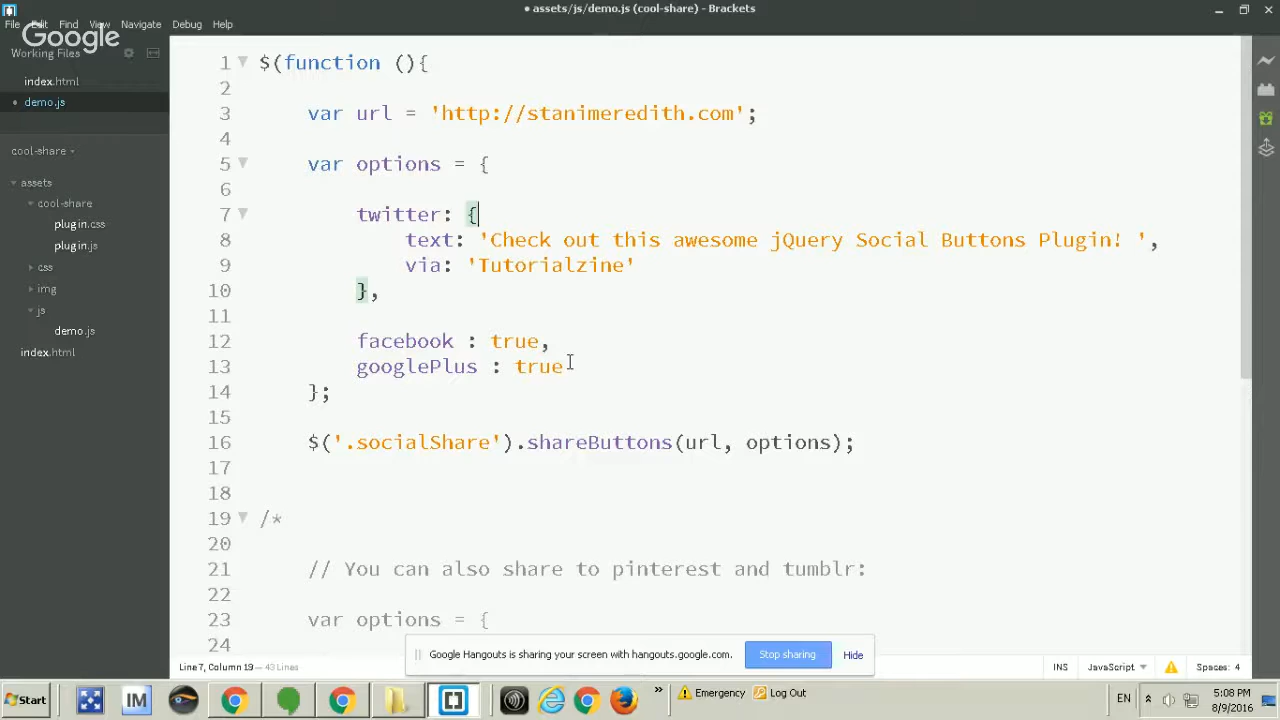 assets/js/demo.js (cool-share) - Brackets
File Edit Find View Navigate Debug Help
Google
Working Files
index.html
demo.js
cool-share
assets
cool-share
plugin.css
plugin.js
css
img
js
demo.js
index.html
1 $(function (){
2
3 var url = 'http://stanimeredith.com';
4
5 var options = {
6
7 twitter: {
8 text: 'Check out this awesome jQuery Social Buttons Plugin! ',
9 via: 'Tutorialzine'
10 },
11
12 facebook : true,
13 googlePlus : true
14 };
15
16 $('.socialShare').shareButtons(url, options);
17
18
19 /*
20
21 // You can also share to pinterest and tumblr:
22
23 var options = {
24
Google Hangouts is sharing your screen with hangouts.google.com. Stop sharing Hide
Line 7, Column 19 — 43 Lines INS JavaScript Spaces: 4
Start IM » Emergency Log Out EN 5:08 PM
8/9/2016